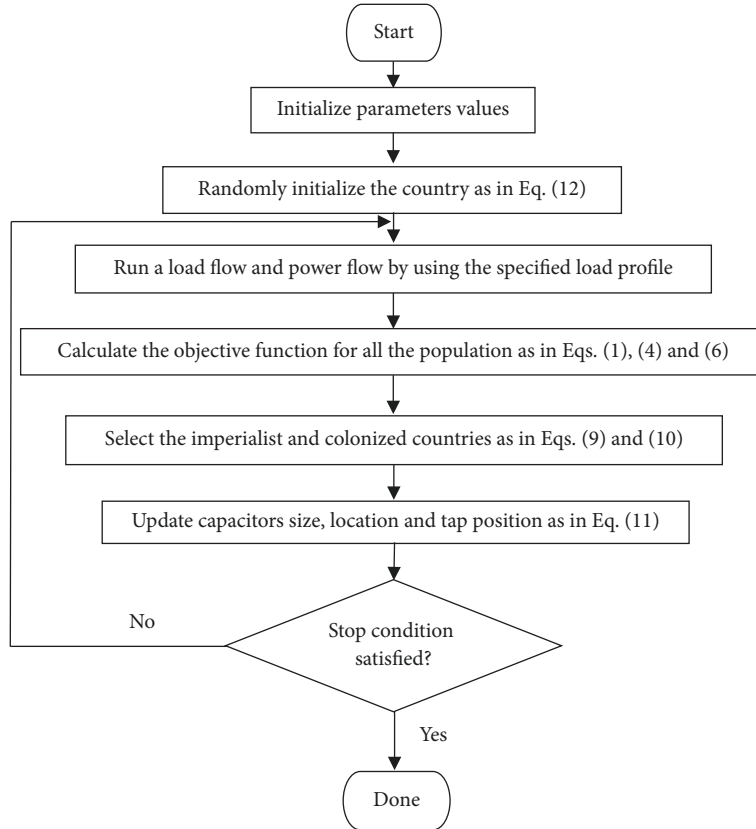 Start
Initialize parameters values
Randomly initialize the country as in Eq. (12)
Run a load flow and power flow by using the specified load profile
Calculate the objective function for all the population as in Eqs. (1), (4) and (6)
Select the imperialist and colonized countries as in Eqs. (9) and (10)
Update capacitors size, location and tap position as in Eq. (11)
No
Stop condition
satisfied?
Yes
Done